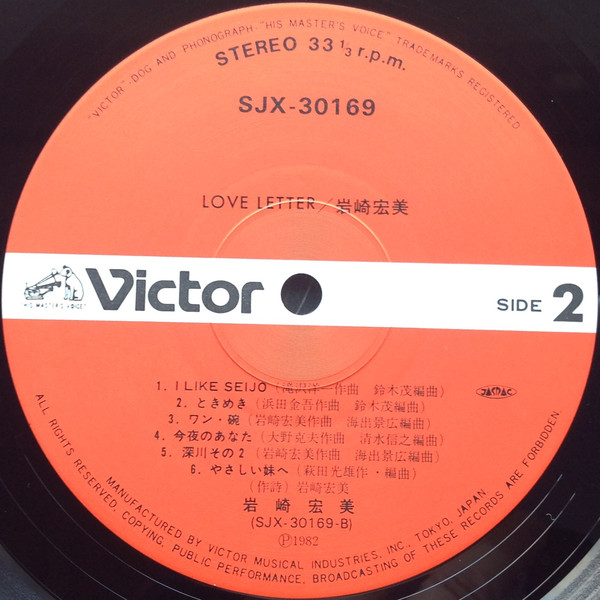 "VICTOR"-DOG AND PHONOGRAPH-"HIS MASTER'S VOICE" TRADEMARKS REGISTERED
STEREO 33 1/3 r.p.m.
SJX-30169
LOVE LETTER/岩崎宏美
HIS MASTER'S VOICE
Victor
SIDE 2
1. I LIKE SEIJO(滝沢洋一作曲 鈴木茂編曲)
2. ときめき(浜田金吾作曲 鈴木茂編曲)
3. ワン・碗(岩崎宏美作曲 海出景広編曲)
4. 今夜のあなた(大野克夫作曲 清水信之編曲)
5. 深川その2(岩崎宏美作曲 海出景広編曲)
6. やさしい妹へ(萩田光雄作・編曲)
(作詩)岩崎宏美
JASRAC
岩崎宏美
(SJX-30169-B)
Ⓟ1982
ALL RIGHTS RESERVED. COPYING, PUBLIC PERFORMANCE, BROADCASTING OF THESE RECORDS ARE FORBIDDEN.
MANUFACTURED BY VICTOR MUSICAL INDUSTRIES, INC., TOKYO, JAPAN